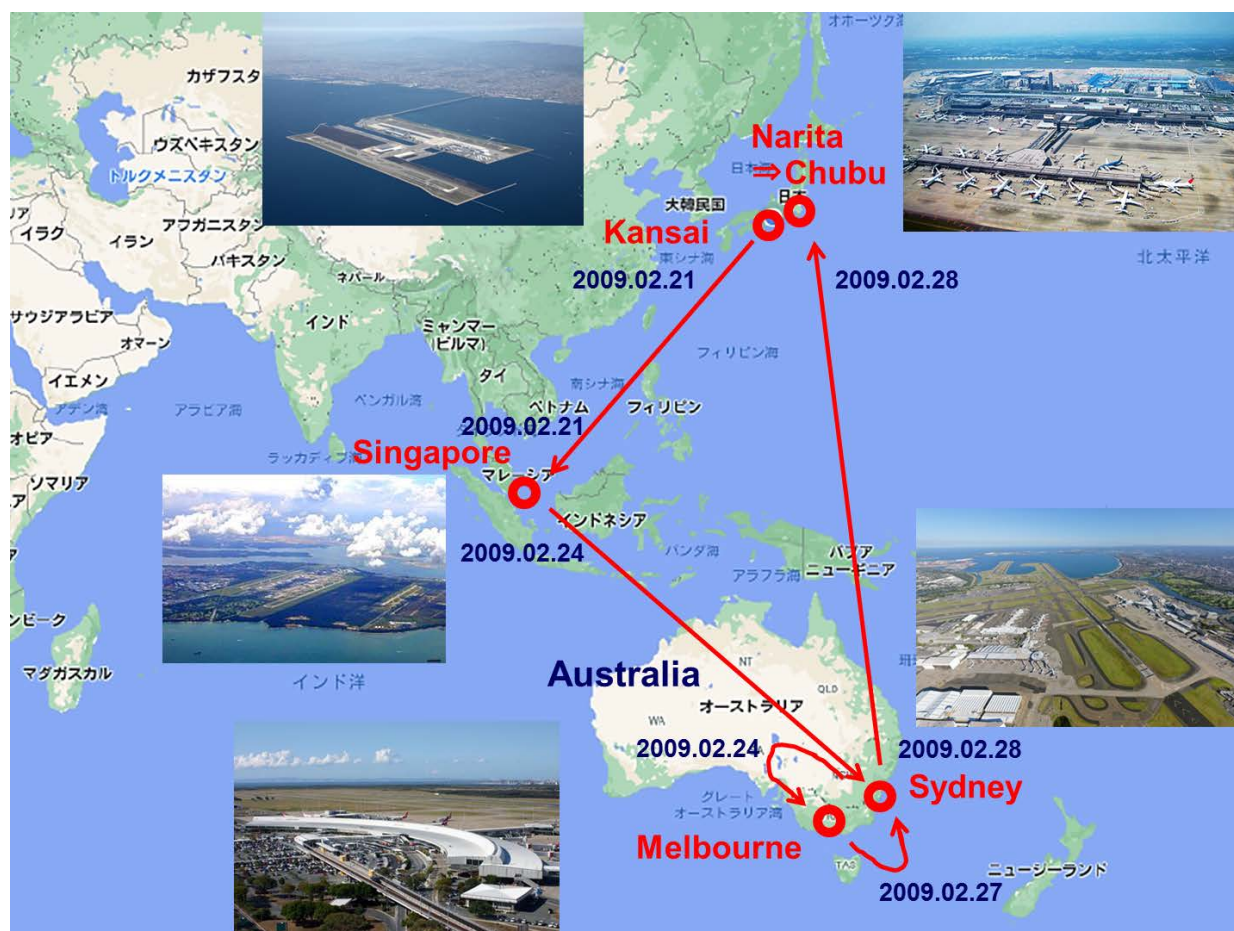 オホーツク海
カザフスタ
ウズベキスタン
トルクメニスタン
アフガニスタン
イラク
イラン
パキスタン
ネパール
サウジアラビア
オマーン
インド
ミャンマー
(ビルマ)
イエメン
タイ
アデン湾
アラビア海
ベンガル湾
ラッカディブ海
オピア
ソマリア
ンビーク
マダガスカル
インド洋
Narita
⇒Chubu
日本海
日本
大韓民国
Kansai
東シナ海
2009.02.21
2009.02.28
北太平洋
フィリピン海
南シナ海
ベトナム
フィリピン
2009.02.21
Singapore
マレーシア
インドネシア
2009.02.24
バンダ海
アラフラ海
パプア
ニューギニア
Australia
NT
QLD
オーストラリア
WA
2009.02.24
2009.02.28
Sydney
グレート
オーストラリア湾
Melbourne
TAS
2009.02.27
ニュージーランド